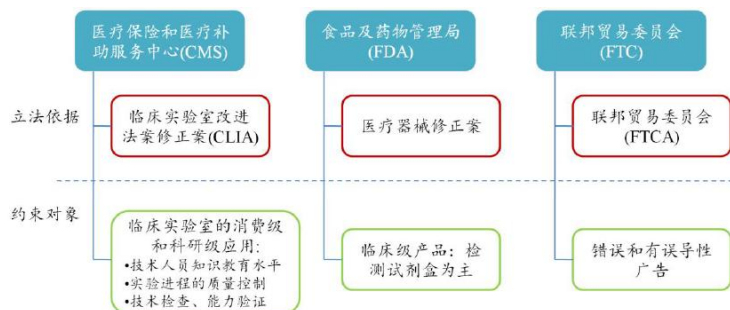 医疗保险和医疗补
助服务中心(CMS)
食品及药物管理局
(FDA)
联邦贸易委员会
(FTC)
立法依据
临床实验室改进
法案修正案(CLIA)
医疗器械修正案
联邦贸易委员会
(FTCA)
约束对象
临床实验室的消费级
和科研级应用:
•技术人员知识教育水平
•实验进程的质量控制
•技术检查、能力验证
临床级产品：检
测试剂盒为主
错误和有误导性
广告